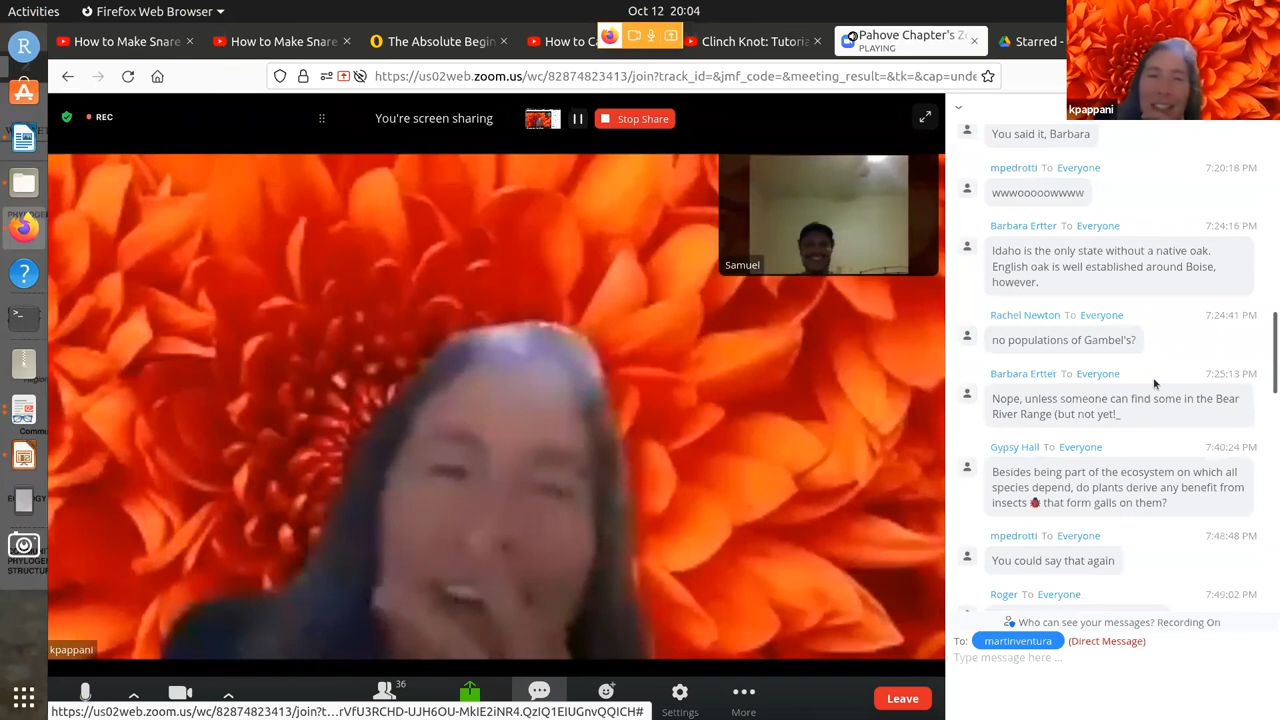 Activities
Firefox Web Browser
Oct 12 20:04
How to Make Snare
How to Make Snare
The Absolute Begin
How to C
Clinch Knot: Tutoria
Pahove Chapter's Z
PLAYING
Starred -
https://us02web.zoom.us/wc/82874823413/join?track_id=&jmf_code=&meeting_result=&tk=&cap=unde
kpappani
REC
You're screen sharing
Stop Share
Samuel
kpappani
You said it, Barbara
mpedrotti To Everyone 7:20:18 PM
wwwooooowwww
Barbara Ertter To Everyone 7:24:16 PM
Idaho is the only state without a native oak.
English oak is well established around Boise,
however.
Rachel Newton To Everyone 7:24:41 PM
no populations of Gambel's?
Barbara Ertter To Everyone 7:25:13 PM
Nope, unless someone can find some in the Bear
River Range (but not yet!_
Gypsy Hall To Everyone 7:40:24 PM
Besides being part of the ecosystem on which all
species depend, do plants derive any benefit from
insects 🐞 that form galls on them?
mpedrotti To Everyone 7:48:48 PM
You could say that again
Roger To Everyone 7:49:02 PM
Who can see your messages? Recording On
To: martinventura (Direct Message)
Type message here ...
36
Settings
More
Leave
https://us02web.zoom.us/wc/82874823413/join?t...rVfU3RCHD-UJH6OU-MkIE2iNR4.QzIQ1EIUGnvQQICH#